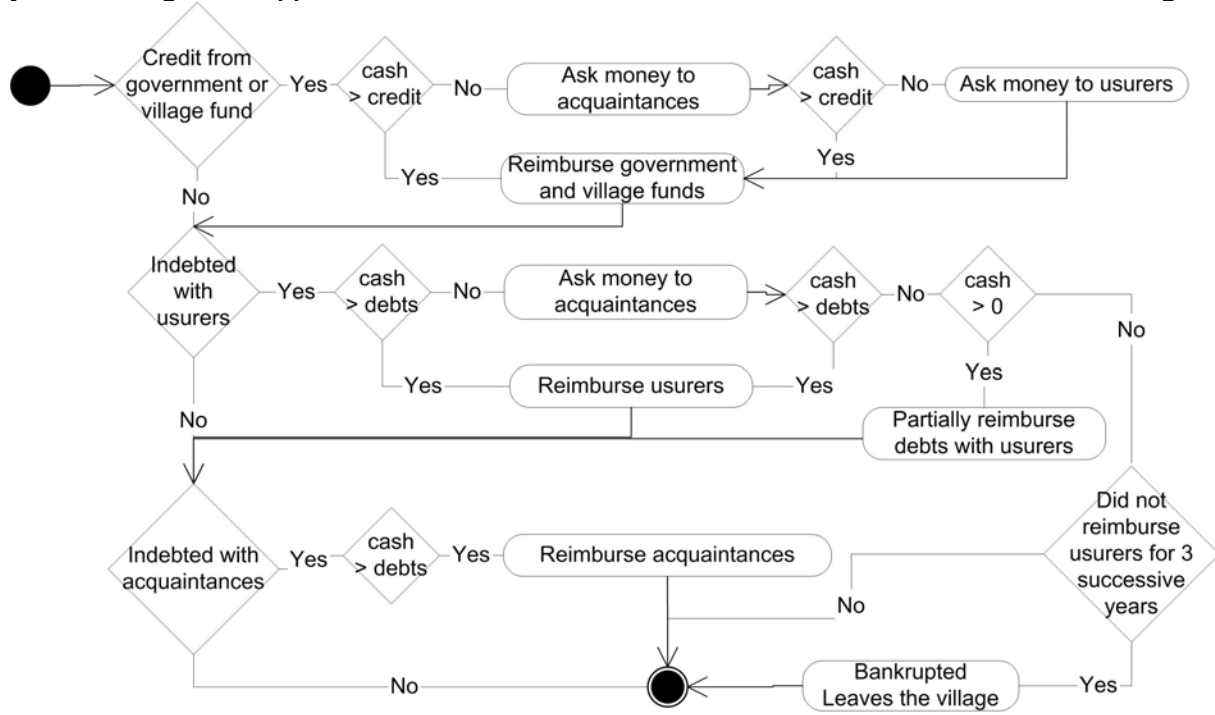 Credit from
government or
village fund
Yes
cash
> credit
No
Ask money to
acquaintances
cash
> credit
No
Ask money to usurers
Yes
Yes
Reimburse government
and village funds
No
Indebted
with
usurers
Yes
cash
> debts
No
Ask money to
acquaintances
cash
> debts
No
cash
> 0
No
Yes
Reimburse usurers
Yes
Yes
No
Partially reimburse
debts with usurers
Indebted with
acquaintances
Yes
cash
> debts
Yes
Reimburse acquaintances
Did not
reimburse
usurers for 3
successive
years
No
No
Bankrupted
Leaves the village
Yes